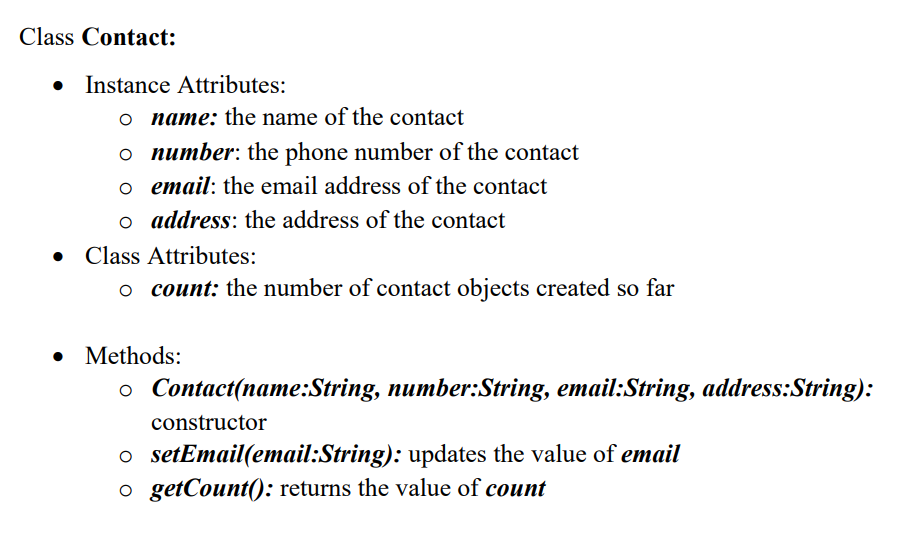 Class Contact:
• Instance Attributes:
o name: the name of the contact
o number: the phone number of the contact
o email: the email address of the contact
o address: the address of the contact
• Class Attributes:
o count: the number of contact objects created so far
• Methods:
o Contact(name:String, number:String, email:String, address:String):
constructor
o setEmail(email:String): updates the value of email
o getCount(): returns the value of count